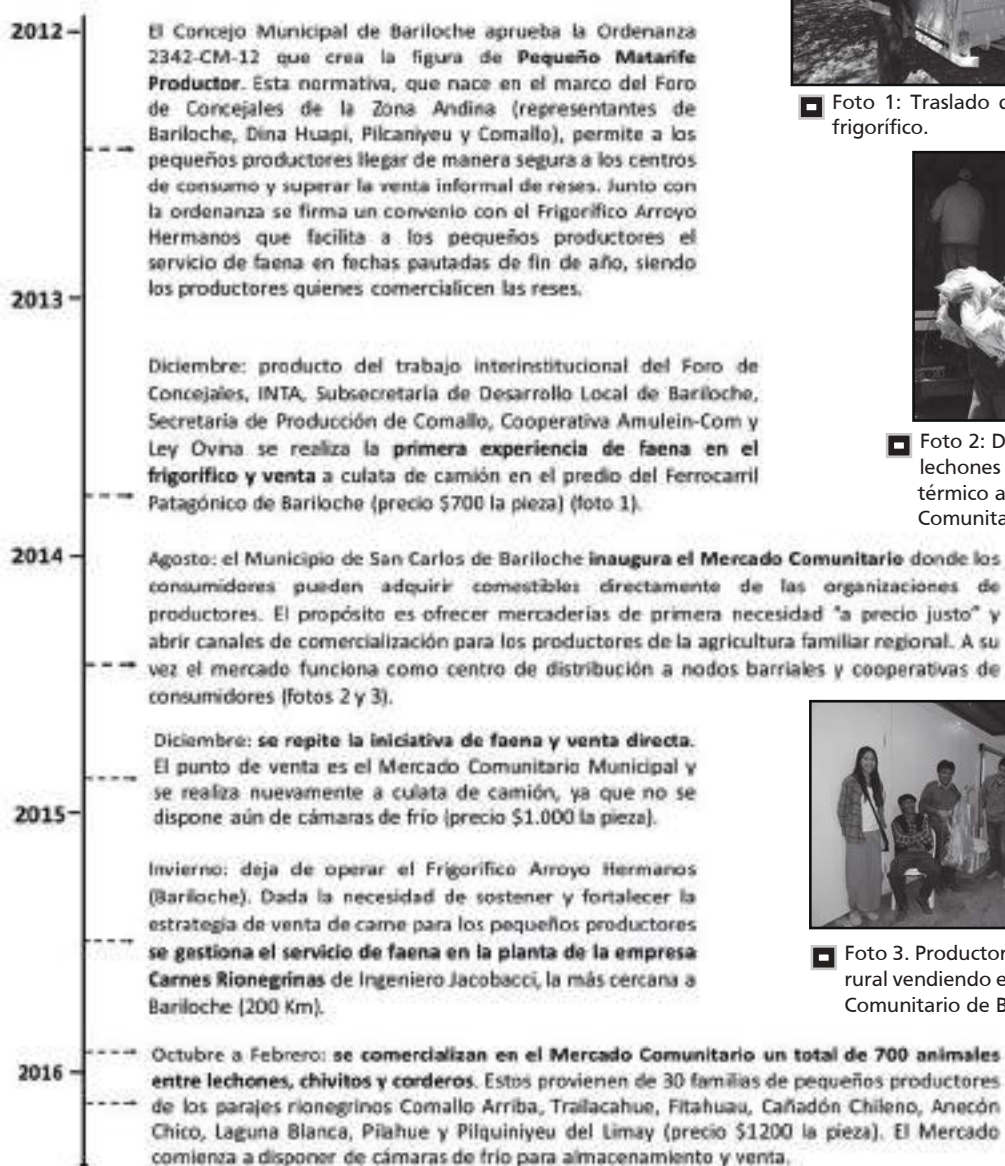 2012
El Concejo Municipal de Bariloche aprueba la Ordenanza
2342-CM-12 que crea la figura de Pequeño Matarife
Productor. Esta normativa, que nace en el marco del Foro
de Concejales de la Zona Andina (representantes de
Bariloche, Dina Huapi, Pilcaniyeu y Comallo), permite a los
pequeños productores llegar de manera segura a los centros
de consumo y superar la venta informal de reses. Junto con
la ordenanza se firma un convenio con el Frigorífico Arroyo
Hermanos que facilita a los pequeños productores el
servicio de faena en fechas pautadas de fin de año, siendo
los productores quienes comercialicen las reses.
2013
Diciembre: producto del trabajo interinstitucional del Foro de
Concejales, INTA, Subsecretaría de Desarrollo Local de Bariloche,
Secretaría de Producción de Comallo, Cooperativa Amulein-Com y
Ley Ovina se realiza la primera experiencia de faena en el
frigorífico y venta a culata de camión en el predio del Ferrocarril
Patagónico de Bariloche (precio $700 la pieza) (foto 1).
2014
Agosto: el Municipio de San Carlos de Bariloche inaugura el Mercado Comunitario donde los
consumidores pueden adquirir comestibles directamente de las organizaciones de
productores. El propósito es ofrecer mercaderías de primera necesidad "a precio justo" y
abrir canales de comercialización para los productores de la agricultura familiar regional. A su
vez el mercado funciona como centro de distribución a nodos barriales y cooperativas de
consumidores (fotos 2 y 3).
Diciembre: se repite la iniciativa de faena y venta directa.
El punto de venta es el Mercado Comunitario Municipal y
se realiza nuevamente a culata de camión, ya que no se
dispone aún de cámaras de frío (precio $1.000 la pieza).
2015
Invierno: deja de operar el Frigorífico Arroyo Hermanos
(Bariloche). Dada la necesidad de sostener y fortalecer la
estrategia de venta de carne para los pequeños productores
se gestiona el servicio de faena en la planta de la empresa
Carnes Rionegrinas de Ingeniero Jacobacci, la más cercana a
Bariloche (200 Km).
2016
Octubre a Febrero: se comercializan en el Mercado Comunitario un total de 700 animales
entre lechones, chivitos y corderos. Estos provienen de 30 familias de pequeños productores
de los parajes rionegrinos Comallo Arriba, Trailacahue, Fitahuau, Cañadón Chileno, Anecón
Chico, Laguna Blanca, Pilahue y Pilquiniyeu del Limay (precio $1200 la pieza). El Mercado
comienza a disponer de cámaras de frío para almacenamiento y venta.
Foto 1: Traslado
frigorífico.
Foto 2:
lechones
térmico
Foto 3.
rural vendiendo
Comunitario de